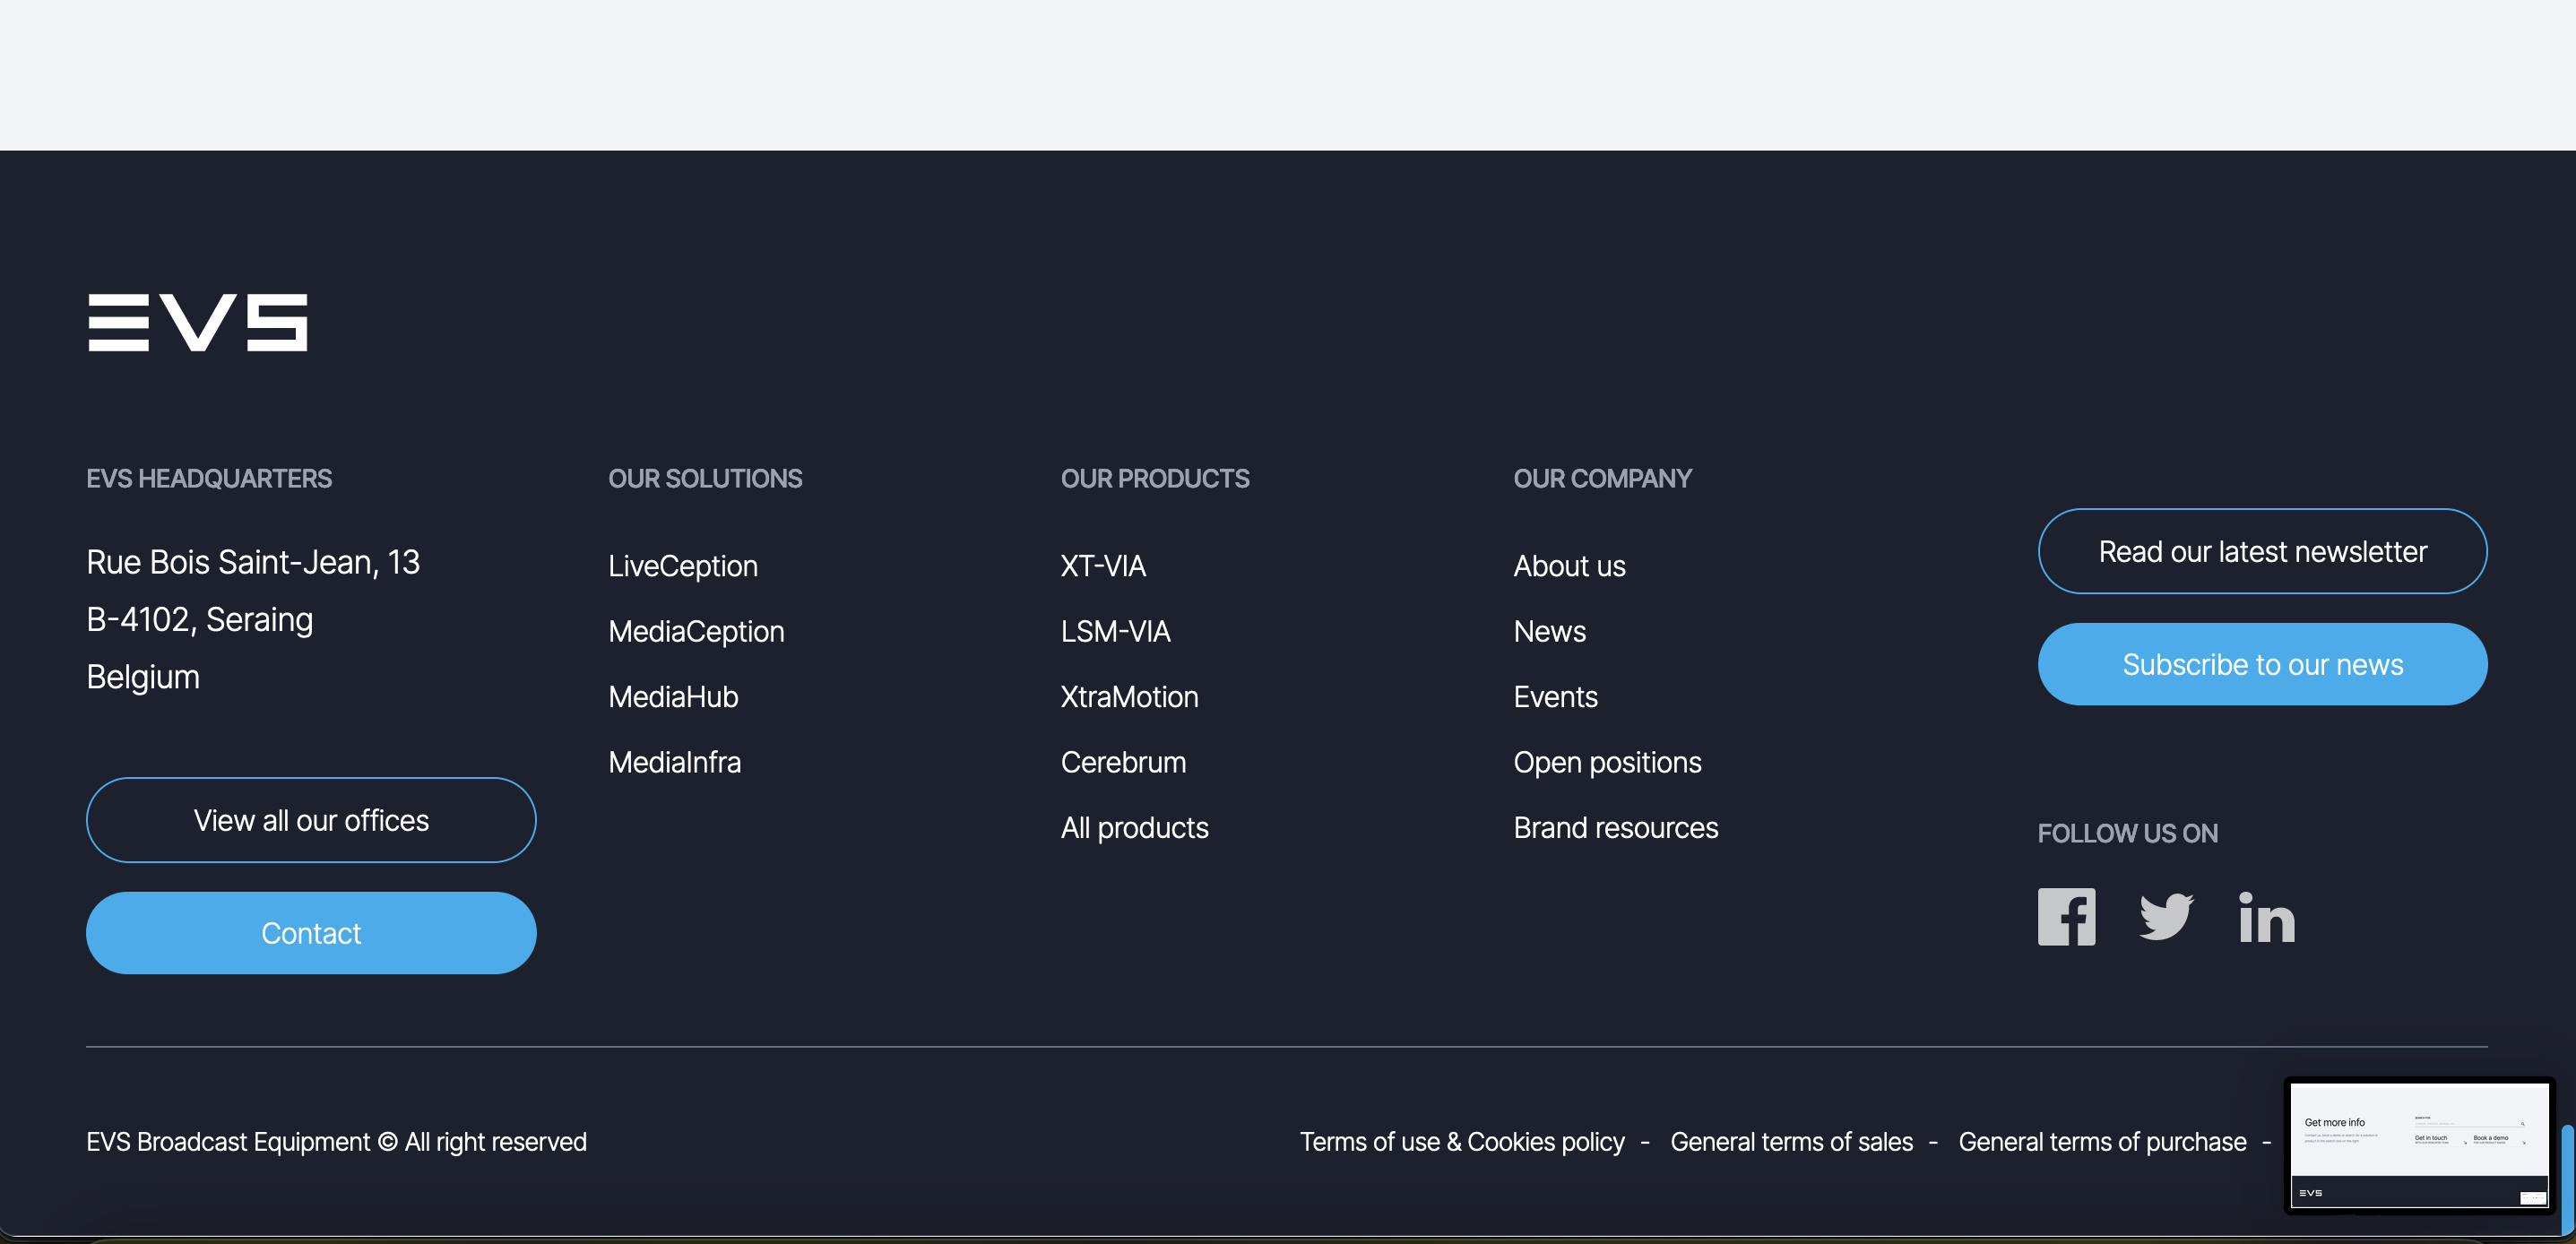 EVS
EVS HEADQUARTERS
Rue Bois Saint-Jean, 13
B-4102, Seraing
Belgium
View all our offices
Contact
OUR SOLUTIONS
LiveCeption
MediaCeption
MediaHub
MediaInfra
OUR PRODUCTS
XT-VIA
LSM-VIA
XtraMotion
Cerebrum
All products
OUR COMPANY
About us
News
Events
Open positions
Brand resources
Read our latest newsletter
Subscribe to our news
FOLLOW US ON
EVS Broadcast Equipment © All right reserved
Terms of use & Cookies policy - General terms of sales - General terms of purchase -
Get more info
Get in touch
Book a demo
EVS